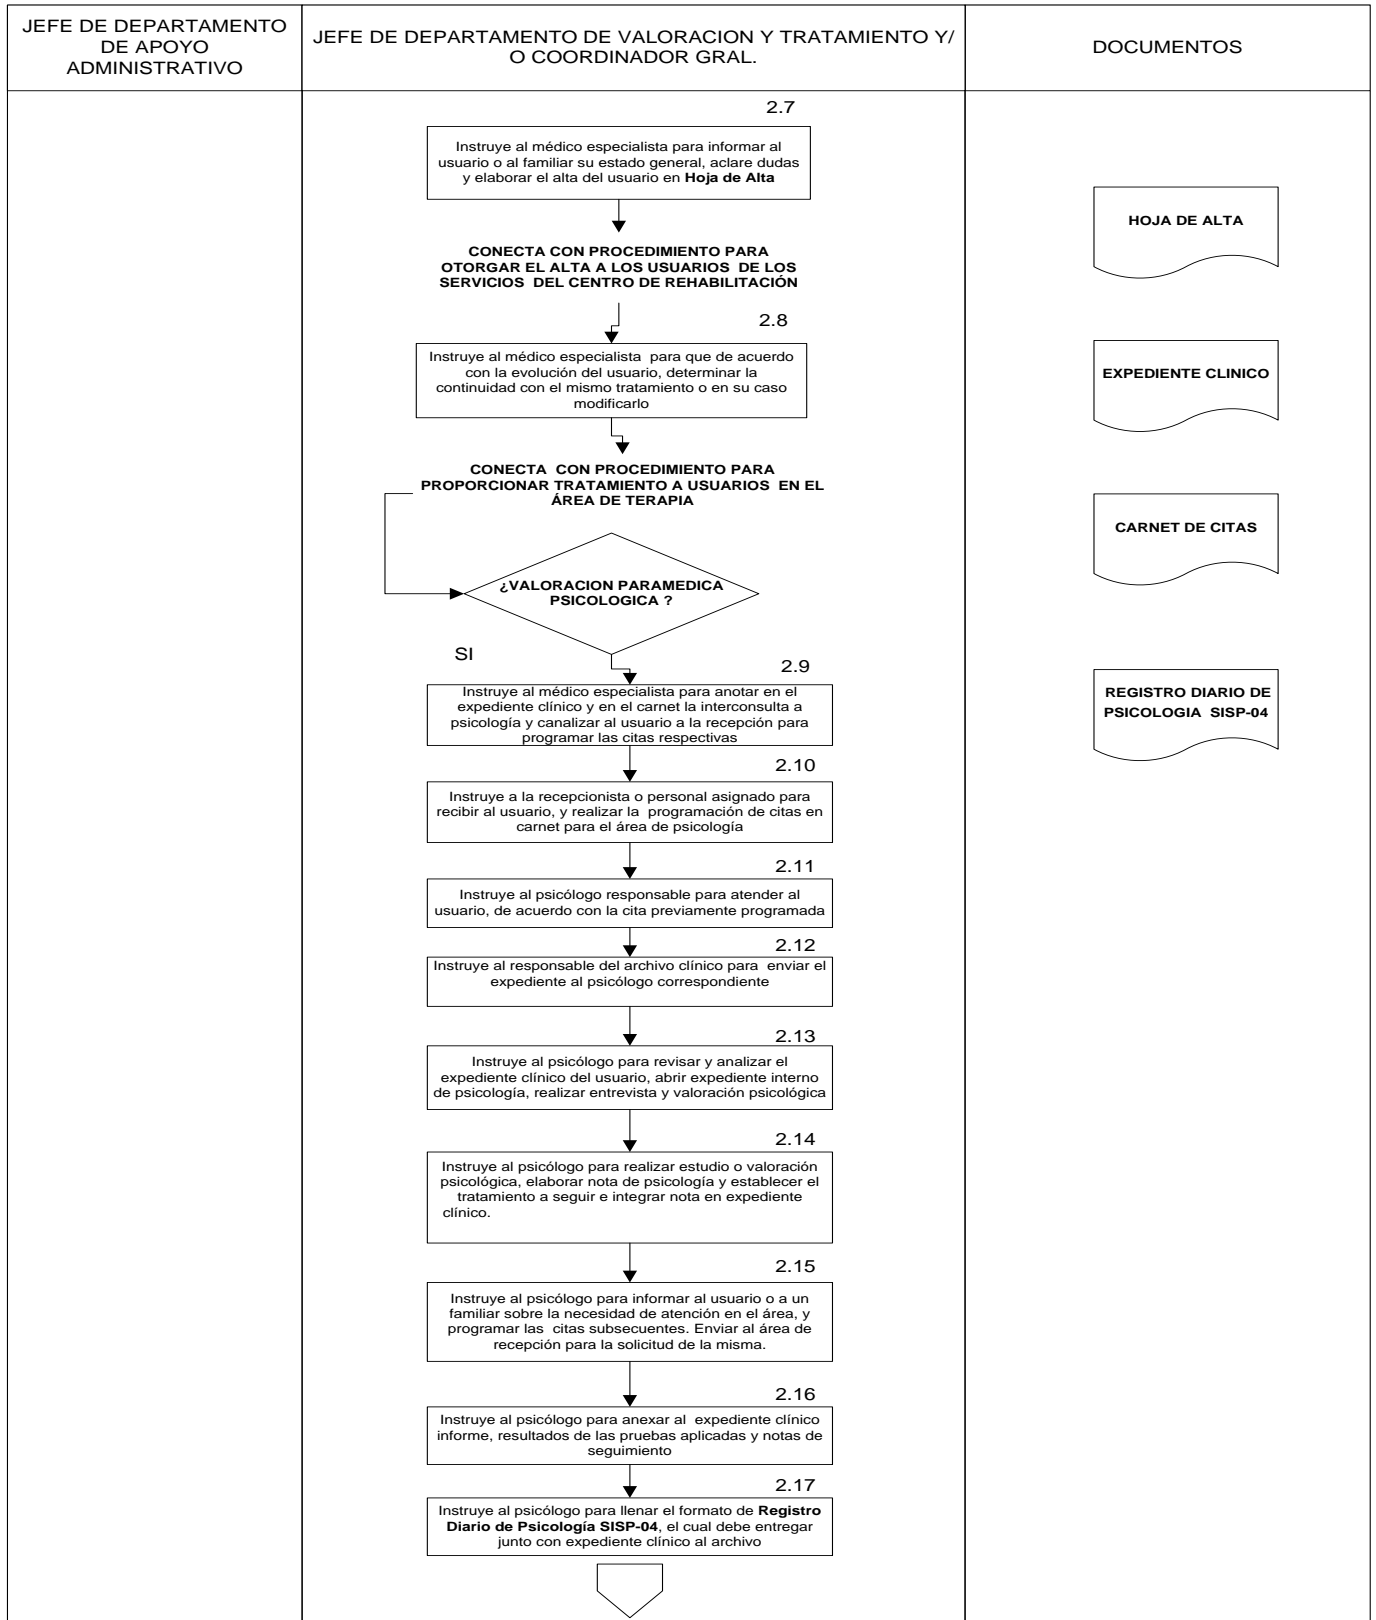 JEFE DE DEPARTAMENTO
DE APOYO
ADMINISTRATIVO
JEFE DE DEPARTAMENTO DE VALORACION Y TRATAMIENTO Y/
O COORDINADOR GRAL.
DOCUMENTOS
2.7
Instruye al médico especialista para informar al
usuario o al familiar su estado general, aclare dudas
y elaborar el alta del usuario en Hoja de Alta
HOJA DE ALTA
CONECTA CON PROCEDIMIENTO PARA
OTORGAR EL ALTA A LOS USUARIOS DE LOS
SERVICIOS DEL CENTRO DE REHABILITACIÓN
2.8
Instruye al médico especialista para que de acuerdo
con la evolución del usuario, determinar la
continuidad con el mismo tratamiento o en su caso
modificarlo
EXPEDIENTE CLINICO
CONECTA CON PROCEDIMIENTO PARA
PROPORCIONAR TRATAMIENTO A USUARIOS EN EL
ÁREA DE TERAPIA
CARNET DE CITAS
¿VALORACION PARAMEDICA
PSICOLOGICA ?
SI
2.9
Instruye al médico especialista para anotar en el
expediente clínico y en el carnet la interconsulta a
psicología y canalizar al usuario a la recepción para
programar las citas respectivas
REGISTRO DIARIO DE
PSICOLOGIA SISP-04
2.10
Instruye a la recepcionista o personal asignado para
recibir al usuario, y realizar la programación de citas en
carnet para el área de psicología
2.11
Instruye al psicólogo responsable para atender al
usuario, de acuerdo con la cita previamente programada
2.12
Instruye al responsable del archivo clínico para enviar el
expediente al psicólogo correspondiente
2.13
Instruye al psicólogo para revisar y analizar el
expediente clínico del usuario, abrir expediente interno
de psicología, realizar entrevista y valoración psicológica
2.14
Instruye al psicólogo para realizar estudio o valoración
psicológica, elaborar nota de psicología y establecer el
tratamiento a seguir e integrar nota en expediente
clínico.
2.15
Instruye al psicólogo para informar al usuario o a un
familiar sobre la necesidad de atención en el área, y
programar las citas subsecuentes. Enviar al área de
recepción para la solicitud de la misma.
2.16
Instruye al psicólogo para anexar al expediente clínico
informe, resultados de las pruebas aplicadas y notas de
seguimiento
2.17
Instruye al psicólogo para llenar el formato de Registro
Diario de Psicología SISP-04, el cual debe entregar
junto con expediente clínico al archivo